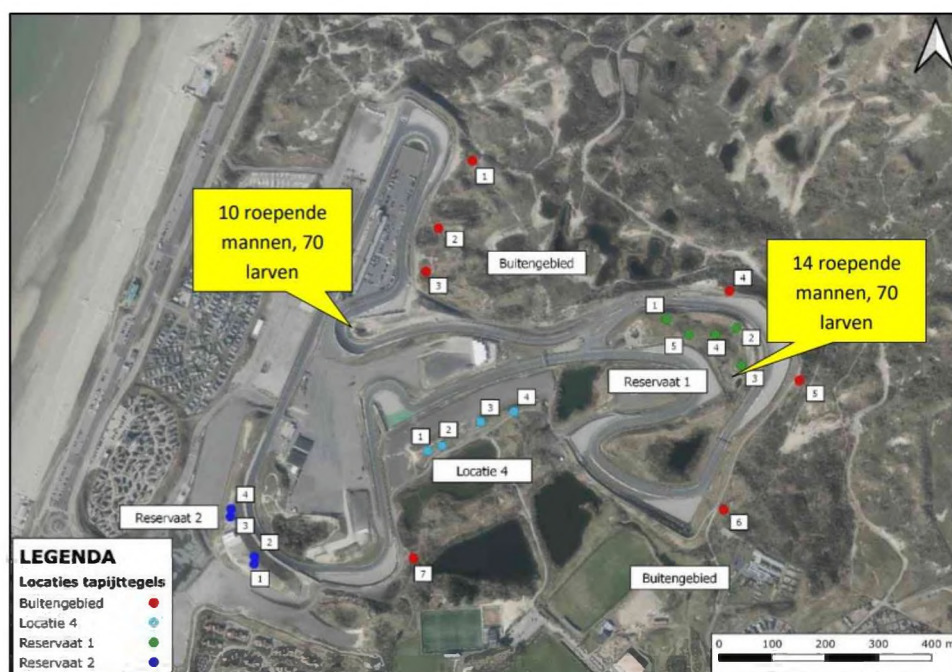 10 roepende
mannen, 70
larven
1
2
Buitengebied
3
14 roepende
mannen, 70
larven
4
1
2
5
4
3
Reservaat 1
5
4
3
2
1
Locatie 4
4
Reservaat 2
3
2
1
6
7
Buitengebied
LEGENDA
Locaties tapijttegels
Buitengebied
Locatie 4
Reservaat 1
Reservaat 2
0 100 200 300 400 m